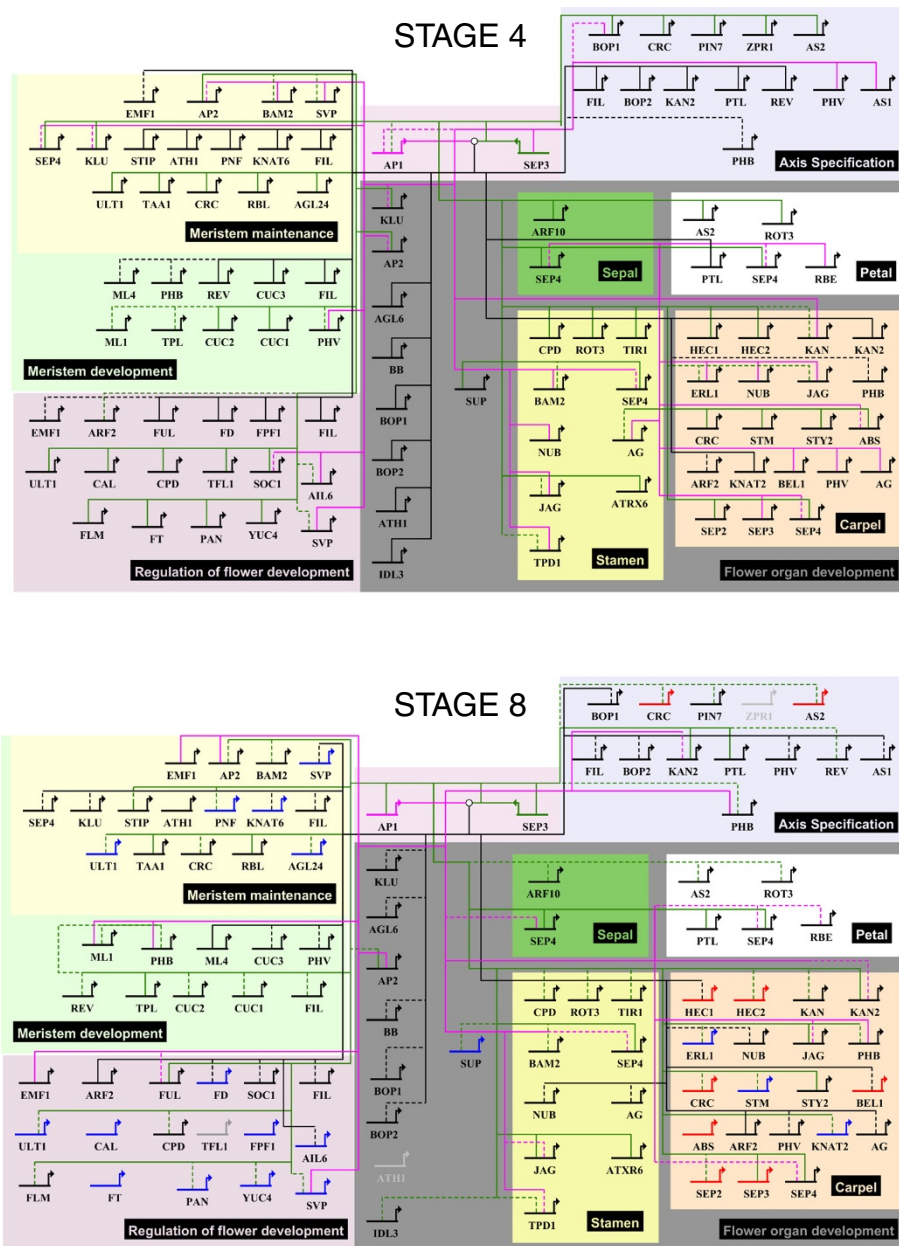 STAGE 4
BOP1 CRC PIN7 ZPR1 AS2
EMF1 AP2 BAM2 SVP
FIL BOP2 KAN2 PTL REV PHV AS1
SEP4 KLU STIP ATH1 PNF KNAT6 FIL
AP1 SEP3
PHB
Axis Specification
ULT1 TAA1 CRC RBL AGL24
Meristem maintenance
KLU
ARF10
AS2 ROT3
AP2
SEP4 Sepal
PTL SEP4 RBE Petal
ML4 PHB REV CUC3 FIL
AGL6
ML1 TPL CUC2 CUC1 PHV
CPD ROT3 TIR1
HEC1 HEC2 KAN KAN2
Meristem development
BB
SUP
BAM2 SEP4
ERL1 NUB JAG PHB
BOP1
EMF1 ARF2 FUL FD FPF1 FIL
NUB AG
CRC STM STY2 ABS
BOP2
ULT1 CAL CPD TFL1 SOC1
AIL6
ARF2 KNAT2 BEL1 PHV AG
JAG ATRX6
ATH1
FLM FT PAN YUC4 SVP
SEP2 SEP3 SEP4
Carpel
TPD1 Stamen
IDL3
Regulation of flower development
Flower organ development
STAGE 8
BOP1 CRC PIN7 ZPR1 AS2
EMF1 AP2 BAM2 SVP
FIL BOP2 KAN2 PTL PHV REV AS1
SEP4 KLU STIP ATH1 PNF KNAT6 FIL
AP1 SEP3
PHB
Axis Specification
ULT1 TAA1 CRC RBL AGL24
Meristem maintenance
KLU
ARF10
AS2 ROT3
AGL6
SEP4 Sepal
PTL SEP4 RBE Petal
ML1 PHB ML4 CUC3 PHV
AP2
REV TPL CUC2 CUC1 FIL
CPD ROT3 TIR1
HEC1 HEC2 KAN KAN2
Meristem development
BB
SUP
BAM2 SEP4
ERL1 NUB JAG PHB
BOP1
EMF1 ARF2 FUL FD SOC1 FIL
NUB AG
CRC STM STY2 BEL1
BOP2
ULT1 CAL CPD TFL1 FPF1
AIL6
ABS ARF2 PHV KNAT2 AG
JAG ATXR6
ATH1
FLM FT PAN YUC4 SVP
SEP2 SEP3 SEP4
Carpel
IDL3
TPD1 Stamen
Regulation of flower development
Flower organ development